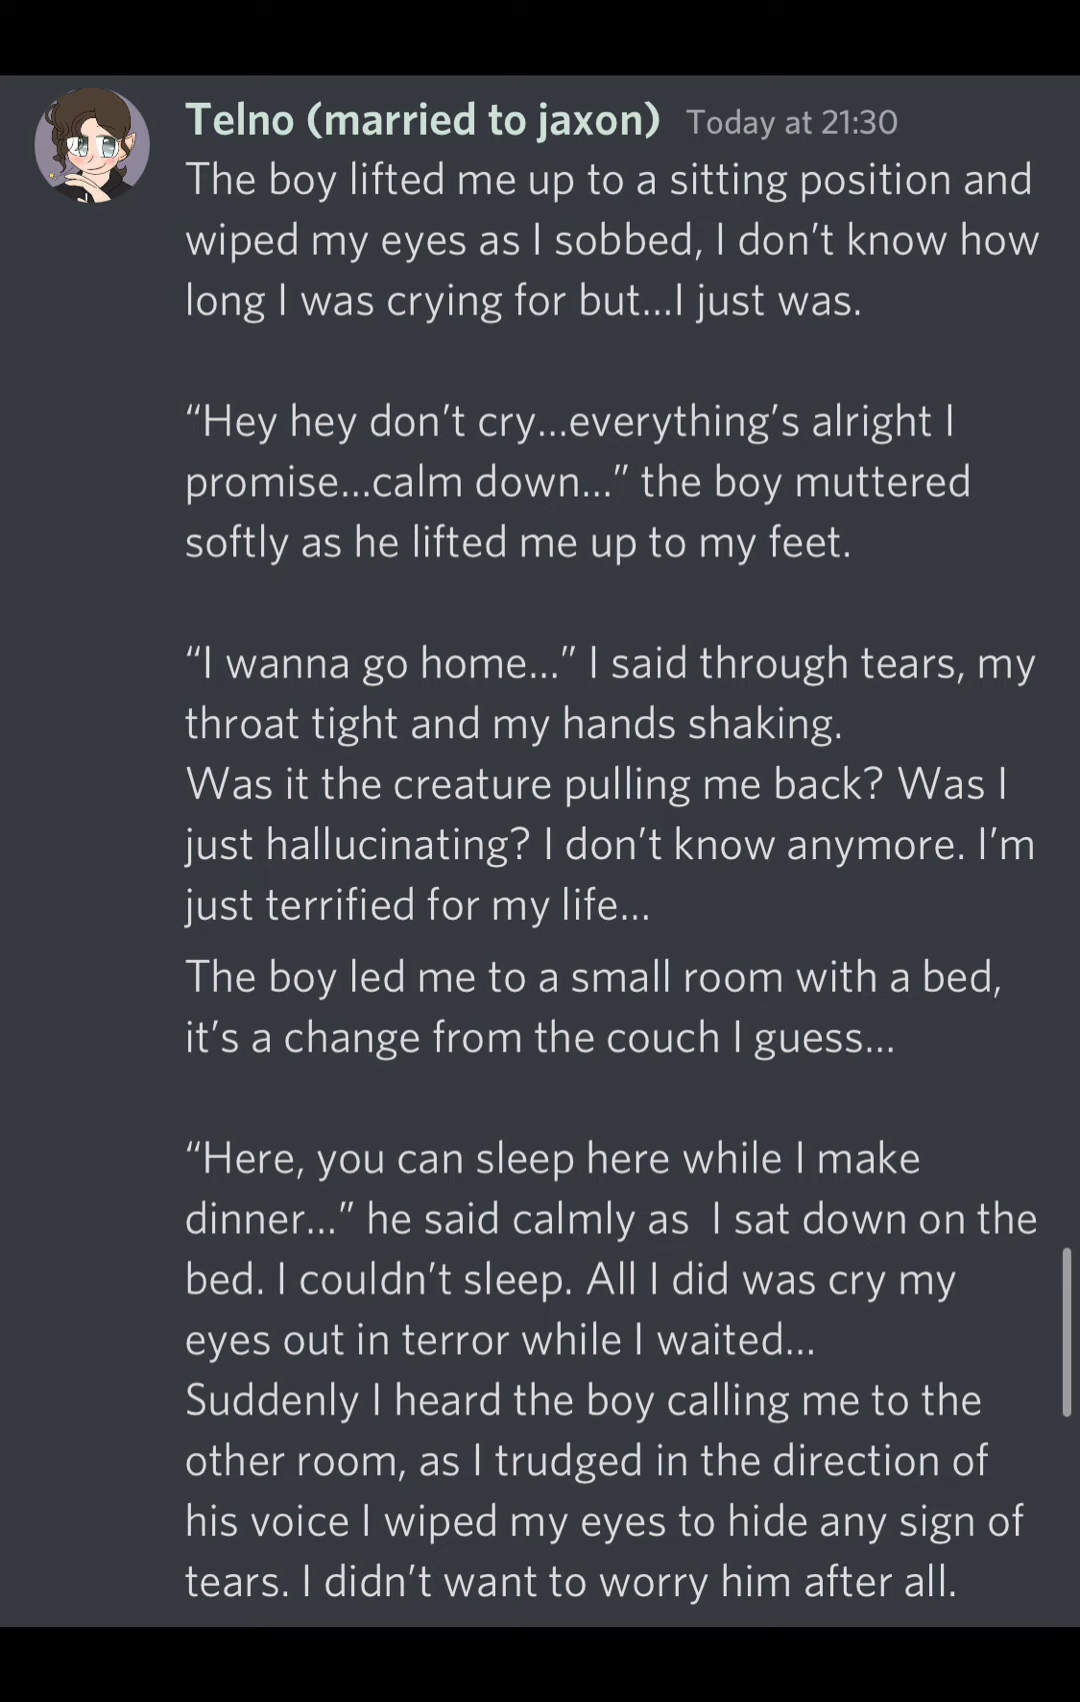 Telno (married to jaxon) Today at 21:30
The boy lifted me up to a sitting position and
wiped my eyes as I sobbed, I don’t know how
long I was crying for but...I just was.
“Hey hey don’t cry...everything’s alright I
promise...calm down...” the boy muttered
softly as he lifted me up to my feet.
“I wanna go home...” I said through tears, my
throat tight and my hands shaking.
Was it the creature pulling me back? Was I
just hallucinating? I don’t know anymore. I’m
just terrified for my life...
The boy led me to a small room with a bed,
it’s a change from the couch I guess...
“Here, you can sleep here while I make
dinner...” he said calmly as  I sat down on the
bed. I couldn’t sleep. All I did was cry my
eyes out in terror while I waited...
Suddenly I heard the boy calling me to the
other room, as I trudged in the direction of
his voice I wiped my eyes to hide any sign of
tears. I didn’t want to worry him after all.